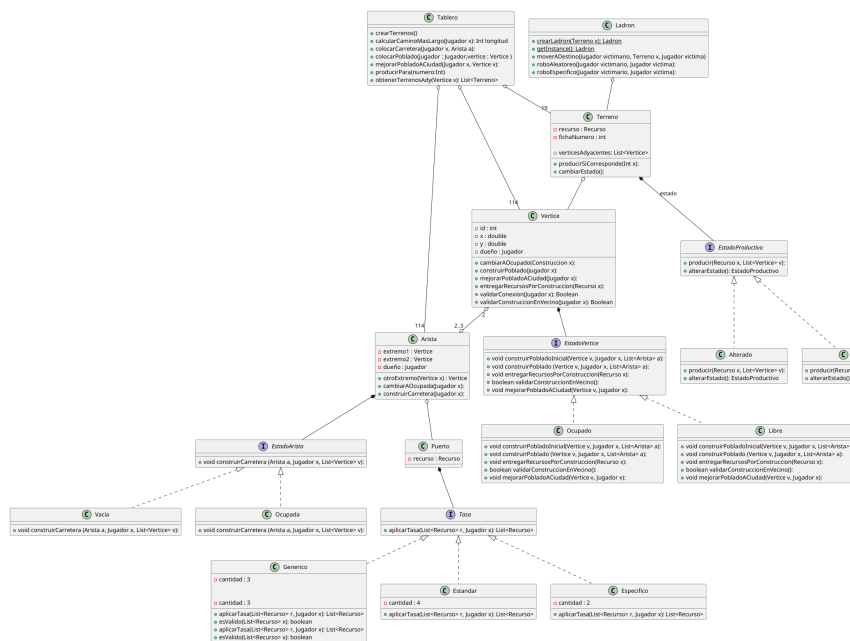 Tablero
crearTerrenos()
calcularCaminoMasLargo(Jugador x): Int longitud
colocarCarretera(Jugador x, Arista a):
colocarPoblado(jugador : Jugador,vertice : Vertice )
mejorarPobladoACiudad(Jugador x, Vertice v):
producirPara(numero:Int)
obtenerTerrenosAdy(Vertice v): List<Terreno>
Ladron
crearLadron(Terreno x): Ladron
getInstance(): Ladron
moverADestino(Jugador victimario, Terreno x, Jugador victima)
roboAleatoreo(Jugador victimario, Jugador victima):
roboEspecifico(Jugador victimario, Jugador victima):
19
Terreno
recurso : Recurso
fichaNumero : int
verticesAdyacentes: List<Vertice>
producirSiCorresponde(Int x):
cambiarEstado():
estado
114
Vertice
id : int
x : double
y : double
dueño : Jugador
cambiarAOcupado(Construccion x):
construirPoblado(Jugador x):
mejorarPobladoACiudad(Jugador x):
entregarRecursosPorConstruccion(Recurso x):
validarConexion(Jugador x): Boolean
validarConstruccionEnVecino(Jugador x): Boolean
EstadoProductivo
producir(Recurso x, List<Vertice> v):
alterarEstado(): EstadoProductivo
2
114
2..3
Arista
extremo1 : Vertice
extremo2 : Vertice
dueño : Jugador
otroExtremo(Vertice x) : Vertice
cambiarAOcupada(Jugador x):
construirCarretera(Jugador x):
EstadoVertice
void construirPobladoInicial(Vertice v, Jugador x, List<Arista> a):
void construirPoblado (Vertice v, Jugador x, List<Arista> a):
void entregarRecursosPorConstruccion(Recurso x):
boolean validarConstruccionEnVecino():
void mejorarPobladoACiudad(Vertice v, Jugador x):
Alterado
producir(Recurso x, List<Vertice> v):
alterarEstado(): EstadoProductivo
producir(Recur
alterarEstado()
EstadoArista
void construirCarretera (Arista a, Jugador x, List<Vertice> v):
Puerto
recurso : Recurso
Ocupado
void construirPobladoInicial(Vertice v, Jugador x, List<Arista> a):
void construirPoblado (Vertice v, Jugador x, List<Arista> a):
void entregarRecursosPorConstruccion(Recurso x):
boolean validarConstruccionEnVecino():
void mejorarPobladoACiudad(Vertice v, Jugador x):
Libre
void construirPobladoInicial(Vertice v, Jugador x, List<Arista>
void construirPoblado (Vertice v, Jugador x, List<Arista> a):
void entregarRecursosPorConstruccion(Recurso x):
boolean validarConstruccionEnVecino():
void mejorarPobladoACiudad(Vertice v, Jugador x):
Vacia
void construirCarretera (Arista a, Jugador x, List<Vertice> v):
Ocupada
void construirCarretera (Arista a, Jugador x, List<Vertice> v):
Tasa
aplicarTasa(List<Recurso> r, Jugador x): List<Recurso>
Generico
cantidad : 3
cantidad : 3
aplicarTasa(List<Recurso> r, Jugador x): List<Recurso>
esValido(List<Recurso> x): boolean
aplicarTasa(List<Recurso> r, Jugador x): List<Recurso>
esValido(List<Recurso> x): boolean
Estandar
cantidad : 4
aplicarTasa(List<Recurso> r, Jugador x): List<Recurso>
Especifico
cantidad : 2
aplicarTasa(List<Recurso> r, Jugador x): List<Recurso>